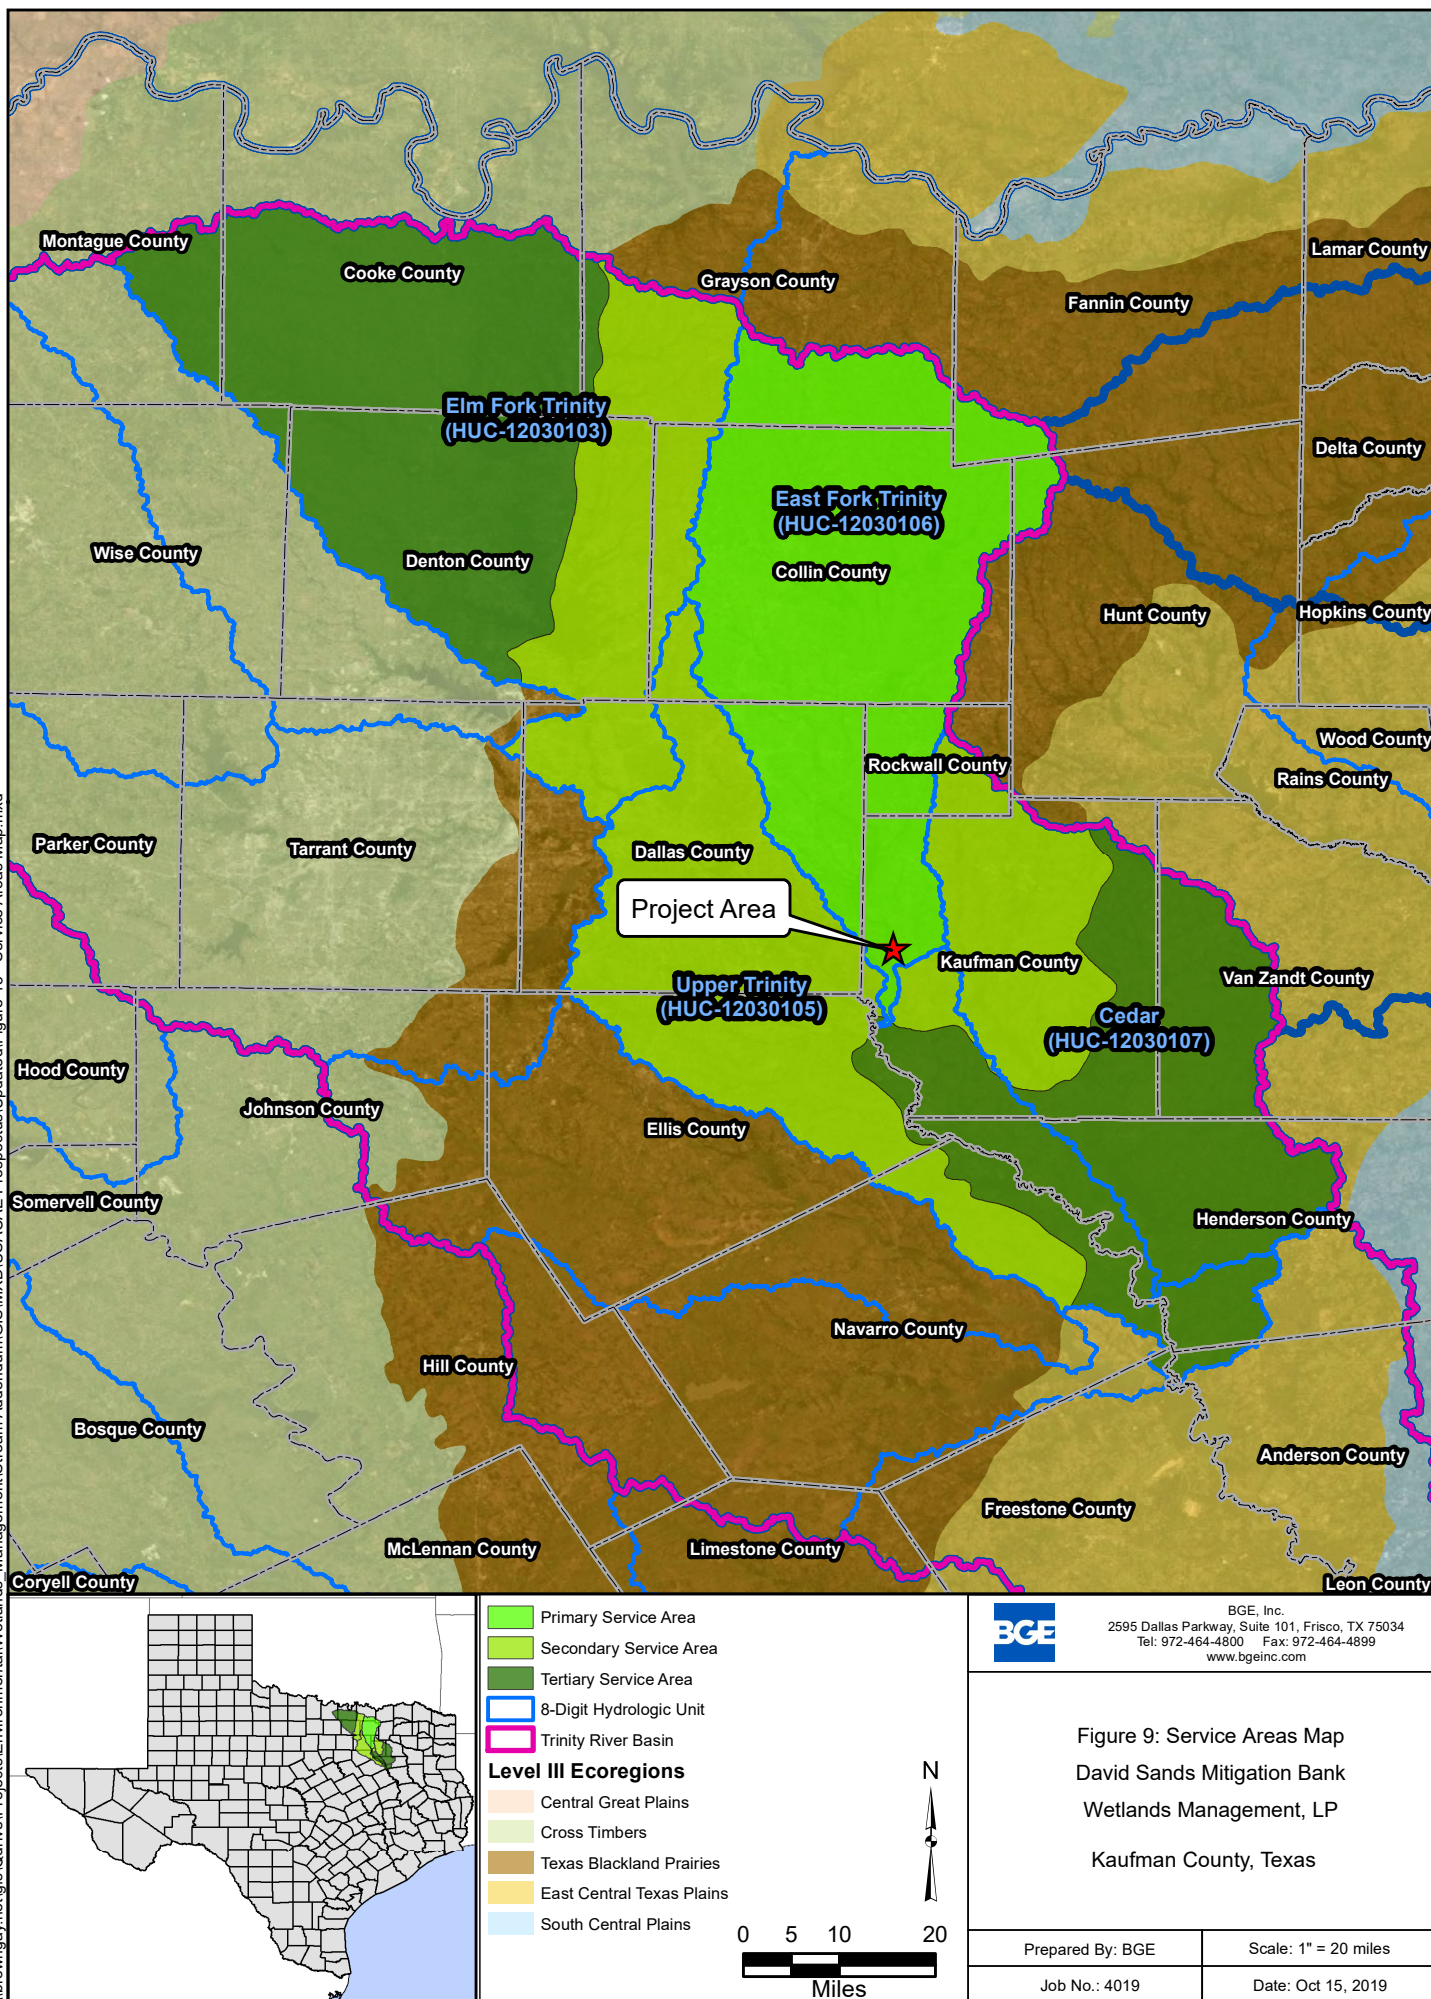 Montague County
Cooke County
Grayson County
Lamar County
Fannin County
Elm Fork Trinity
(HUC-12030103)
Delta County
East Fork Trinity
(HUC-12030106)
Wise County
Denton County
Collin County
Hunt County
Hopkins County
Wood County
Rockwall County
Rains County
Parker County
Tarrant County
Dallas County
Project Area
Kaufman County
Van Zandt County
Upper Trinity
(HUC-12030105)
Cedar
(HUC-12030107)
Hood County
Johnson County
Ellis County
Somervell County
Henderson County
Navarro County
Hill County
Bosque County
Anderson County
Freestone County
McLennan County
Limestone County
Coryell County
Leon County
Primary Service Area
Secondary Service Area
Tertiary Service Area
8-Digit Hydrologic Unit
Trinity River Basin
Level III Ecoregions
Central Great Plains
Cross Timbers
Texas Blackland Prairies
East Central Texas Plains
South Central Plains
N
0 5 10 20
Miles
BGE
BGE, Inc.
2595 Dallas Parkway, Suite 101, Frisco, TX 75034
Tel: 972-464-4800 Fax: 972-464-4899
www.bgeinc.com
Figure 9: Service Areas Map
David Sands Mitigation Bank
Wetlands Management, LP
Kaufman County, Texas
Prepared By: BGE
Scale: 1" = 20 miles
Job No.: 4019
Date: Oct 15, 2019